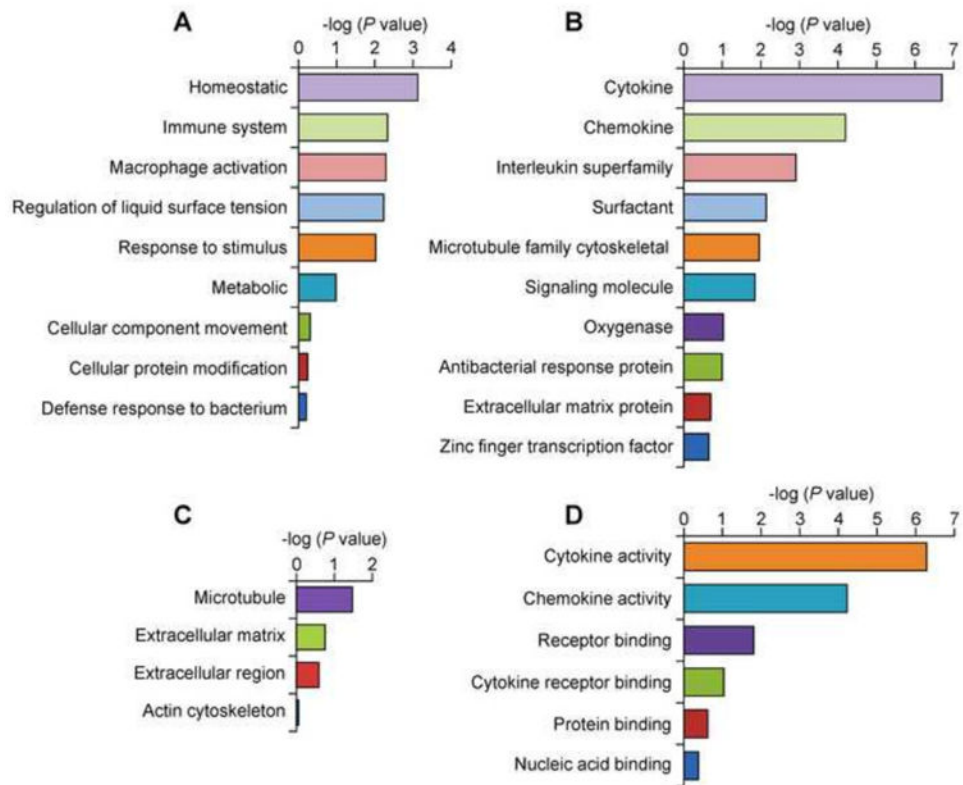 A
-log (P value)
0 1 2 3 4
Homeostatic
Immune system
Macrophage activation
Regulation of liquid surface tension
Response to stimulus
Metabolic
Cellular component movement
Cellular protein modification
Defense response to bacterium
B
-log (P value)
0 1 2 3 4 5 6 7
Cytokine
Chemokine
Interleukin superfamily
Surfactant
Microtubule family cytoskeletal
Signaling molecule
Oxygenase
Antibacterial response protein
Extracellular matrix protein
Zinc finger transcription factor
C
-log (P value)
0 1 2
Microtubule
Extracellular matrix
Extracellular region
Actin cytoskeleton
D
-log (P value)
0 1 2 3 4 5 6 7
Cytokine activity
Chemokine activity
Receptor binding
Cytokine receptor binding
Protein binding
Nucleic acid binding